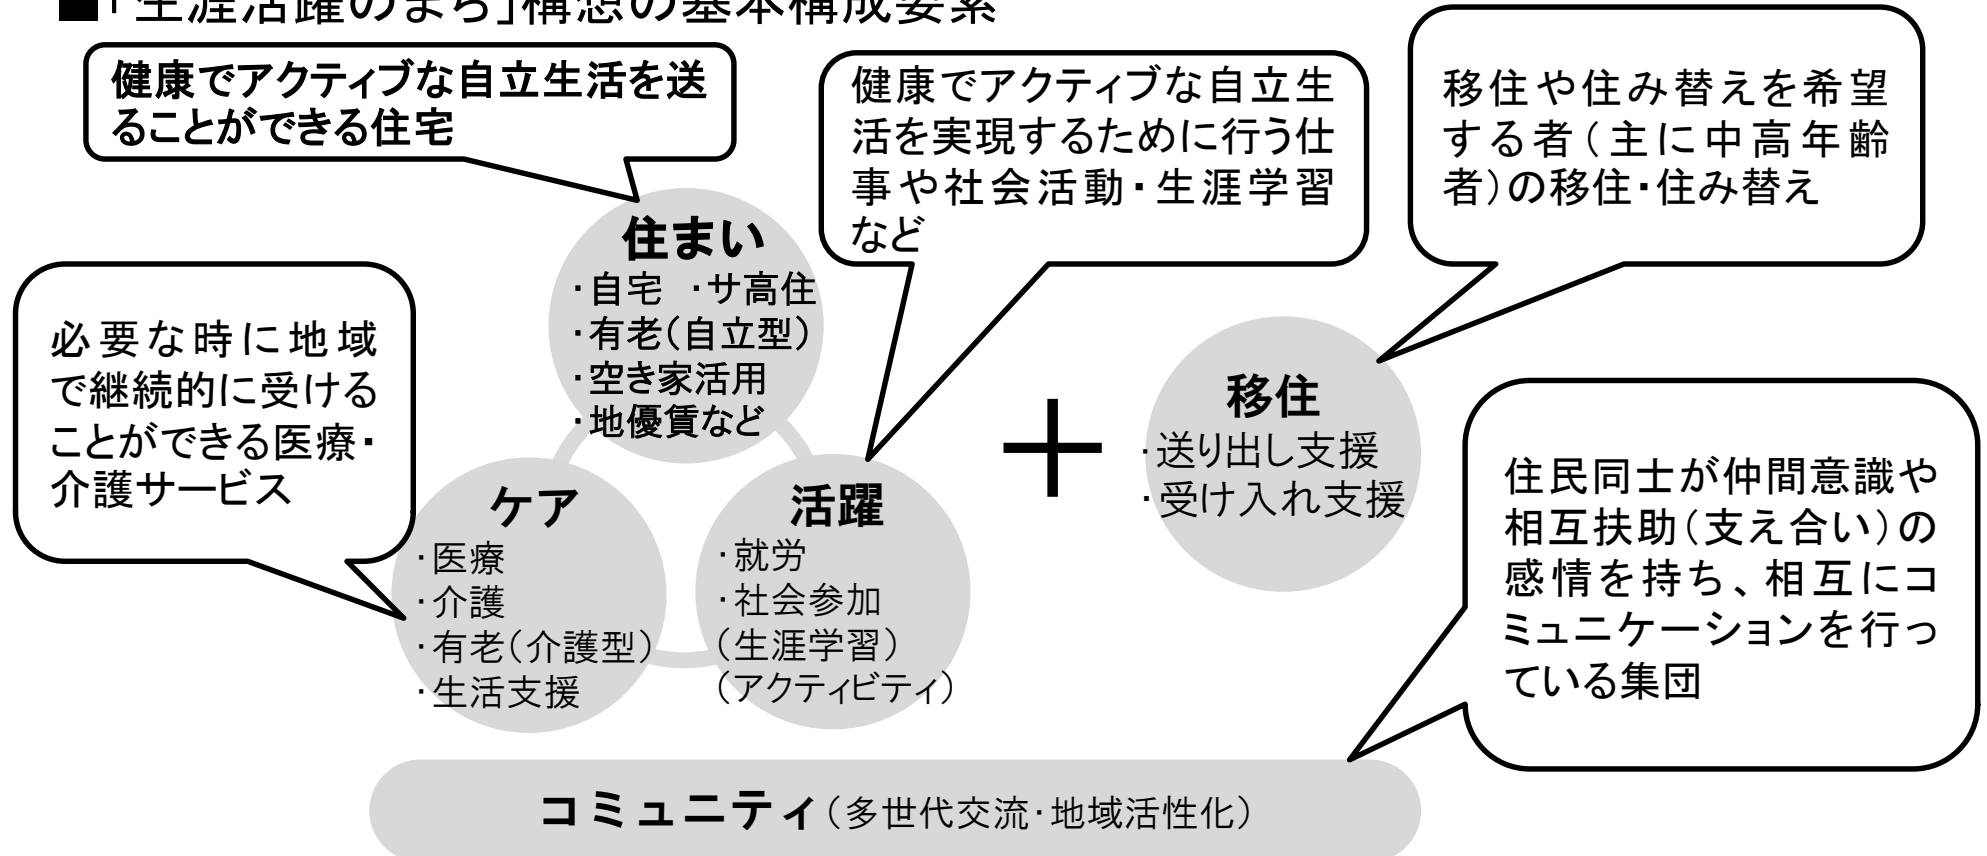 ■「生涯活躍のまち」構想の基本構成要素
健康でアクティブな自立生活を送
ることができる住宅
健康でアクティブな自立生
活を実現するために行う仕
事や社会活動・生涯学習
など
移住や住み替えを希望
する者(主に中高年齢
者)の移住・住み替え
必要な時に地域
で継続的に受ける
ことができる医療・
介護サービス
住まい
・自宅 ・サ高住
・有老(自立型)
・空き家活用
・地優賃など
ケア
・医療
・介護
・有老(介護型)
・生活支援
活躍
・就労
・社会参加
(生涯学習)
(アクティビティ)
＋
移住
・送り出し支援
・受け入れ支援
住民同士が仲間意識や
相互扶助(支え合い)の
感情を持ち、相互にコ
ミュニケーションを行っ
ている集団
コミュニティ(多世代交流・地域活性化)